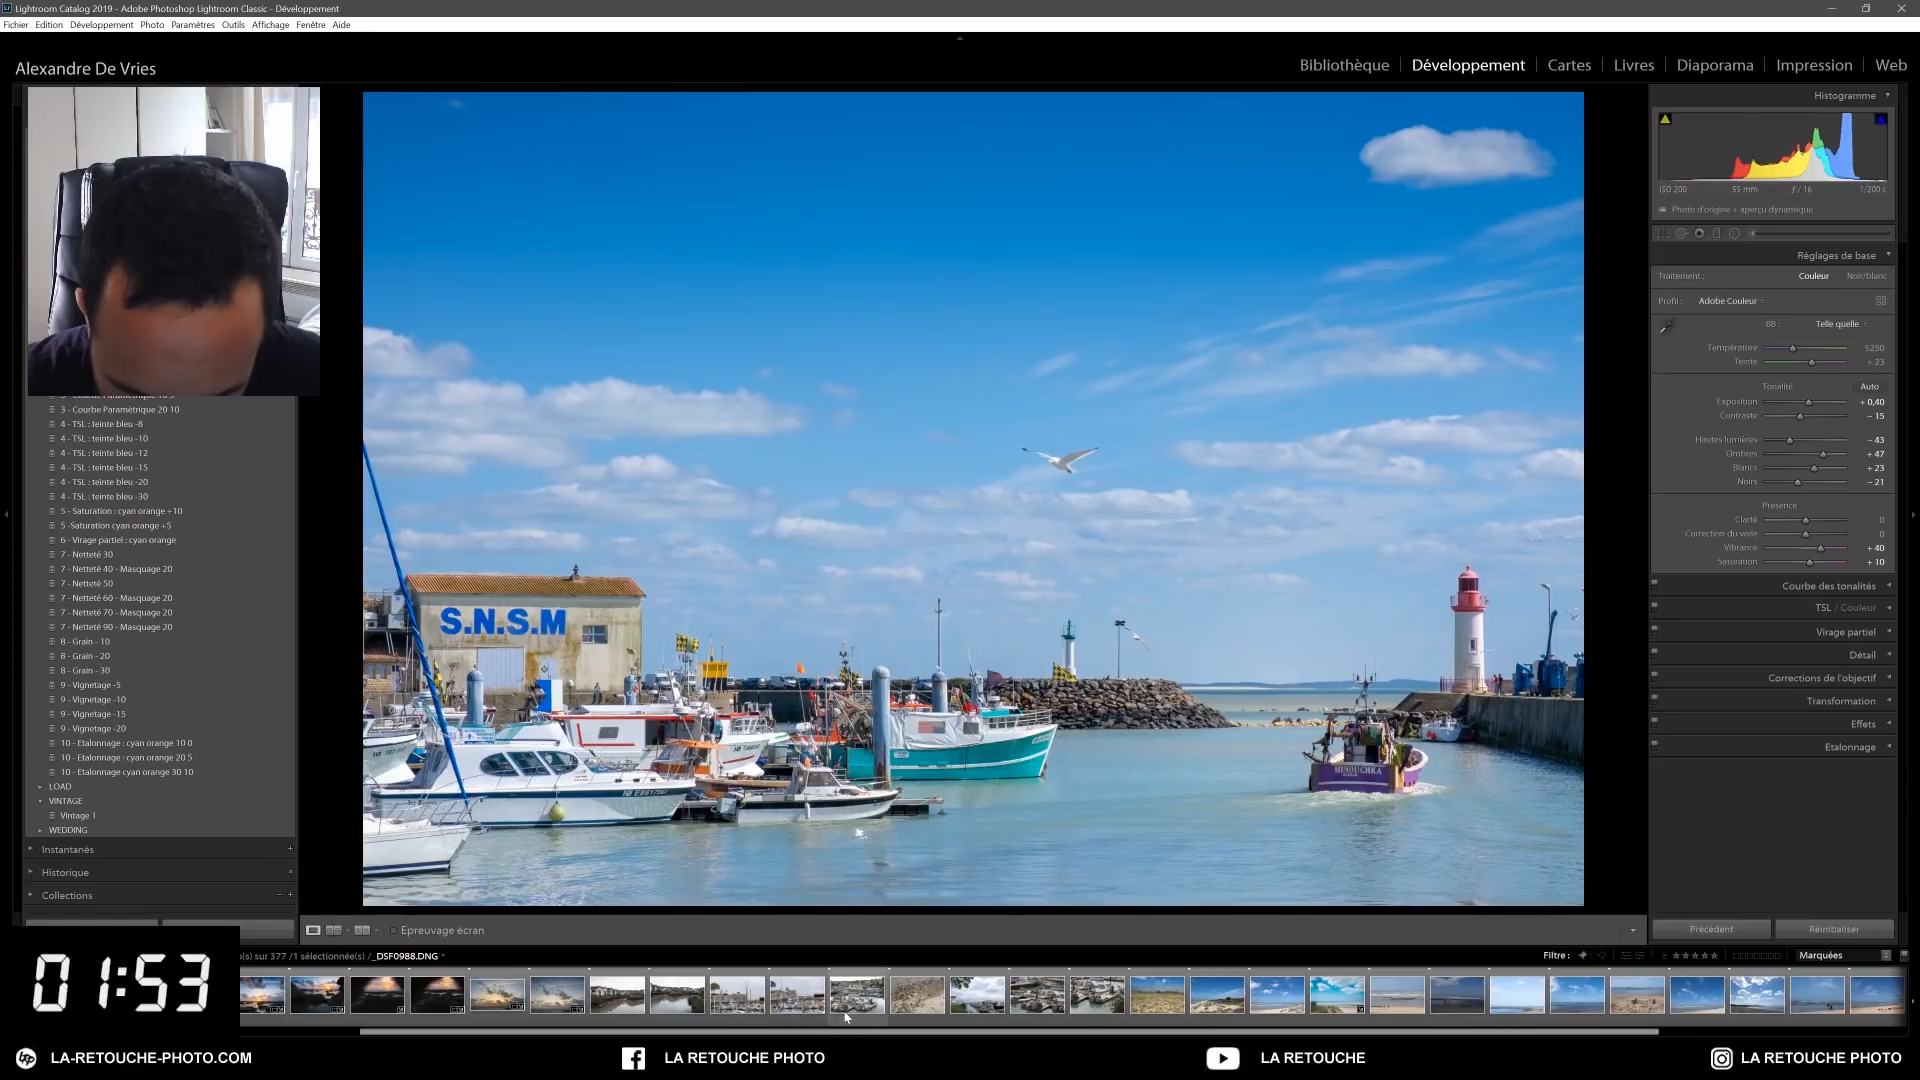 Lightroom Catalog 2019 - Adobe Photoshop Lightroom Classic - Développement
Fichier Edition Développement Photo Paramètres Outils Affichage Fenêtre Aide
Alexandre De Vries
Bibliothèque Développement Cartes Livres Diaporama Impression Web
3 - Courbe Paramétrique 20 10
4 - TSL : teinte bleu -8
4 - TSL : teinte bleu -10
4 - TSL : teinte bleu -12
4 - TSL : teinte bleu -15
4 - TSL : teinte bleu -20
4 - TSL : teinte bleu -30
5 - Saturation : cyan orange +10
5 -Saturation cyan orange +5
6 - Virage partiel : cyan orange
7 - Netteté 30
7 - Netteté 40 - Masquage 20
7 - Netteté 50
7 - Netteté 60 - Masquage 20
7 - Netteté 70 - Masquage 20
7 - Netteté 90 - Masquage 20
8 - Grain - 10
8 - Grain - 20
8 - Grain - 30
9 - Vignetage -5
9 - Vignetage -10
9 - Vignetage -15
9 - Vignetage -20
10 - Etalonnage : cyan orange 10 0
10 - Etalonnage : cyan orange 20 5
10 - Etalonnage cyan orange 30 10
LOAD
VINTAGE
Vintage 1
WEDDING
Instantanés
Historique
Collections
S.N.S.M
MINOUCHKA
Histogramme
ISO 200 55 mm ƒ / 16 1/200 s
Photo d'origine + aperçu dynamique
Réglages de base
Traitement : Couleur Noir/blanc
Profil : Adobe Couleur
BB : Telle quelle
Température 5250
Teinte + 23
Tonalité Auto
Exposition + 0,40
Contraste − 15
Hautes lumières − 43
Ombres + 47
Blancs + 23
Noirs − 21
Présence
Clarté 0
Correction du voile 0
Vibrance + 40
Saturation + 10
Courbe des tonalités
TSL / Couleur
Virage partiel
Détail
Corrections de l'objectif
Transformation
Effets
Etalonnage
Précédent Réinitialiser
Epreuvage écran
sur 377 /1 sélectionnée(s) /_DSF0988.DNG
Filtre : Marquées
01:53
LA-RETOUCHE-PHOTO.COM
LA RETOUCHE PHOTO
LA RETOUCHE
LA RETOUCHE PHOTO